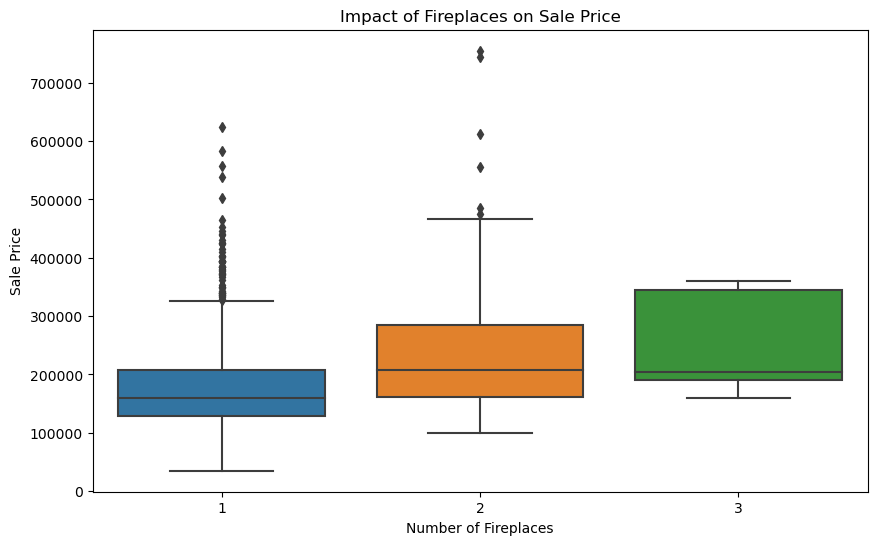 Impact of Fireplaces on Sale Price
700000
600000
500000
400000
300000
200000
100000
0
Sale Price
1 2 3
Number of Fireplaces